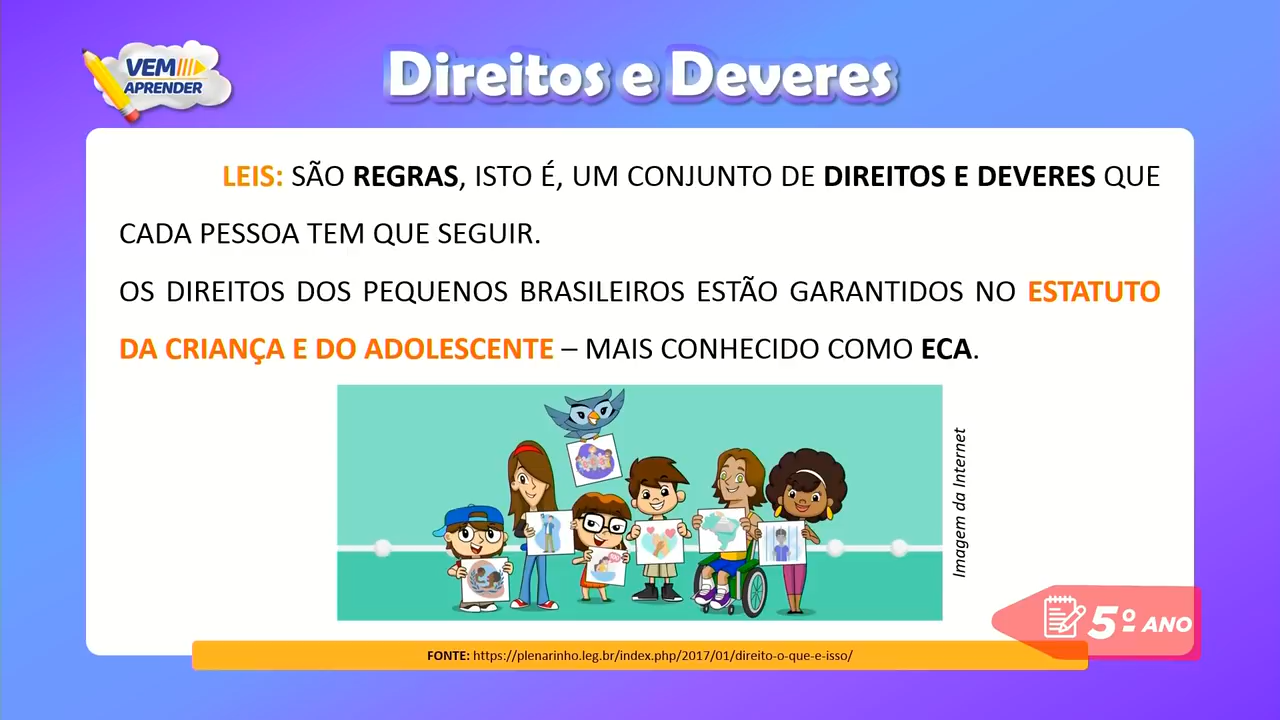 VEM
APRENDER
Direitos e Deveres
LEIS: SÃO REGRAS, ISTO É, UM CONJUNTO DE DIREITOS E DEVERES QUE
CADA PESSOA TEM QUE SEGUIR.
OS DIREITOS DOS PEQUENOS BRASILEIROS ESTÃO GARANTIDOS NO ESTATUTO
DA CRIANÇA E DO ADOLESCENTE – MAIS CONHECIDO COMO ECA.
Imagem da Internet
5º ANO
FONTE: https://plenarinho.leg.br/index.php/2017/01/direito-o-que-e-isso/